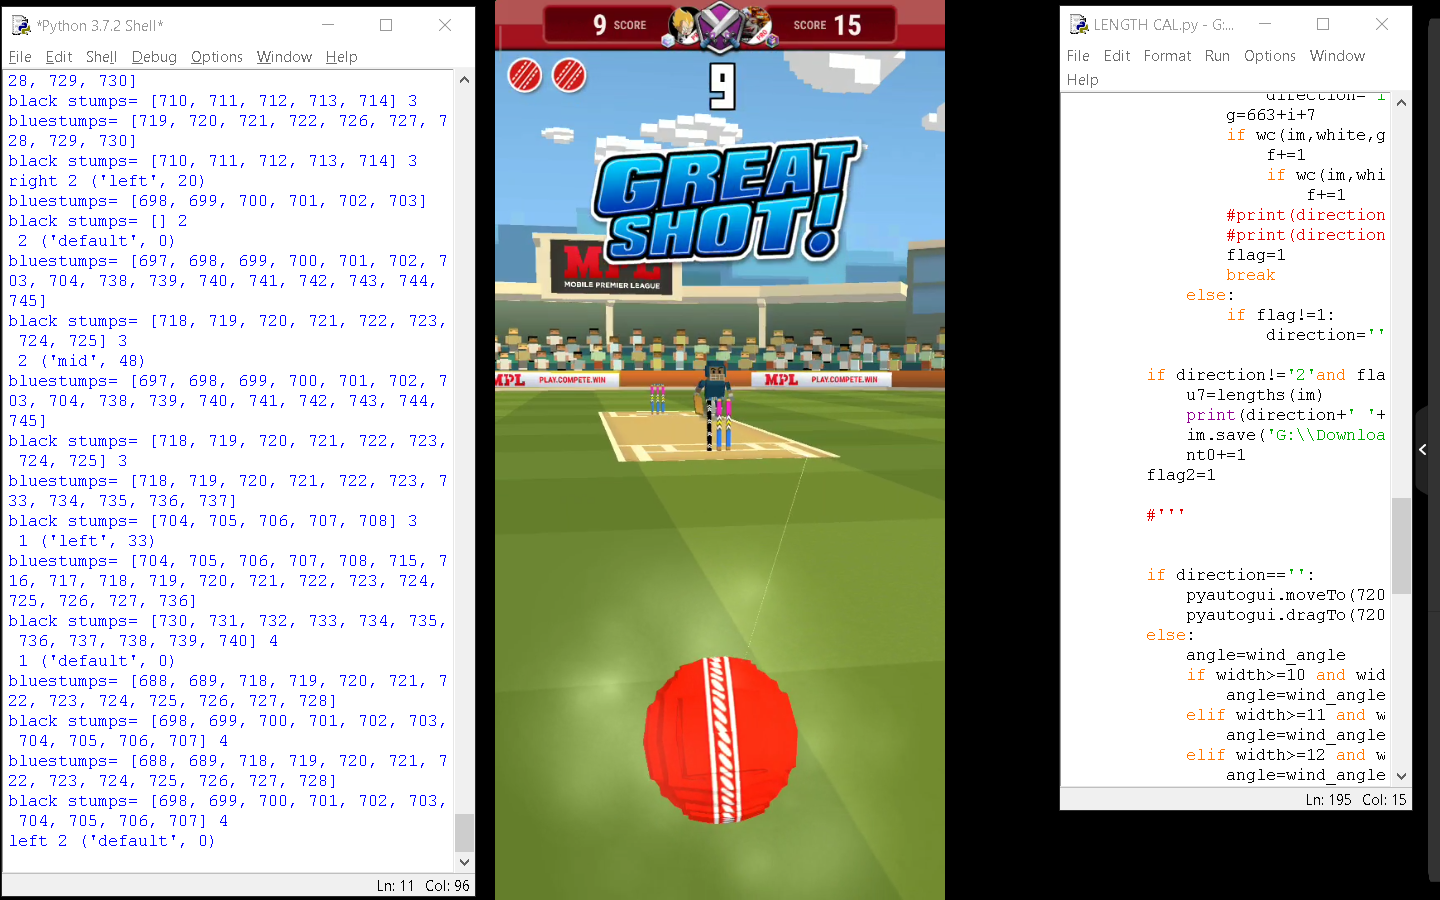 *Python 3.7.2 Shell*
File Edit Shell Debug Options Window Help
28, 729, 730]
black stumps= [710, 711, 712, 713, 714] 3
bluestumps= [719, 720, 721, 722, 726, 727, 7
28, 729, 730]
black stumps= [710, 711, 712, 713, 714] 3
right 2 ('left', 20)
bluestumps= [698, 699, 700, 701, 702, 703]
black stumps= [] 2
2 ('default', 0)
bluestumps= [697, 698, 699, 700, 701, 702, 7
03, 704, 738, 739, 740, 741, 742, 743, 744,
745]
black stumps= [718, 719, 720, 721, 722, 723,
724, 725] 3
2 ('mid', 48)
bluestumps= [697, 698, 699, 700, 701, 702, 7
03, 704, 738, 739, 740, 741, 742, 743, 744,
745]
black stumps= [718, 719, 720, 721, 722, 723,
724, 725] 3
bluestumps= [718, 719, 720, 721, 722, 723, 7
33, 734, 735, 736, 737]
black stumps= [704, 705, 706, 707, 708] 3
1 ('left', 33)
bluestumps= [704, 705, 706, 707, 708, 715, 7
16, 717, 718, 719, 720, 721, 722, 723, 724,
725, 726, 727, 736]
black stumps= [730, 731, 732, 733, 734, 735,
736, 737, 738, 739, 740] 4
1 ('default', 0)
bluestumps= [688, 689, 718, 719, 720, 721, 7
22, 723, 724, 725, 726, 727, 728]
black stumps= [698, 699, 700, 701, 702, 703,
704, 705, 706, 707] 4
bluestumps= [688, 689, 718, 719, 720, 721, 7
22, 723, 724, 725, 726, 727, 728]
black stumps= [698, 699, 700, 701, 702, 703,
704, 705, 706, 707] 4
left 2 ('default', 0)
Ln: 11 Col: 96
9 SCORE
SCORE 15
PRO
9
GREAT
SHOT!
MPL
MOBILE PREMIER LEAGUE
MPL PLAY.COMPETE.WIN
MPL PLAY.COMPETE.WIN
LENGTH CAL.py - G:...
File Edit Format Run Options Window
Help
direction='i
g=663+i+7
if wc(im,white,g
f+=1
if wc(im,whi
f+=1
#print(direction
#print(direction
flag=1
break
else:
if flag!=1:
direction=''
if direction!='2'and fla
u7=lengths(im)
print(direction+' '+
im.save('G:\\Downloa
nt0+=1
flag2=1
#'''
if direction=='':
pyautogui.moveTo(720
pyautogui.dragTo(720
else:
angle=wind_angle
if width>=10 and wid
angle=wind_angle
elif width>=11 and w
angle=wind_angle
elif width>=12 and w
angle=wind_angle
Ln: 195 Col: 15